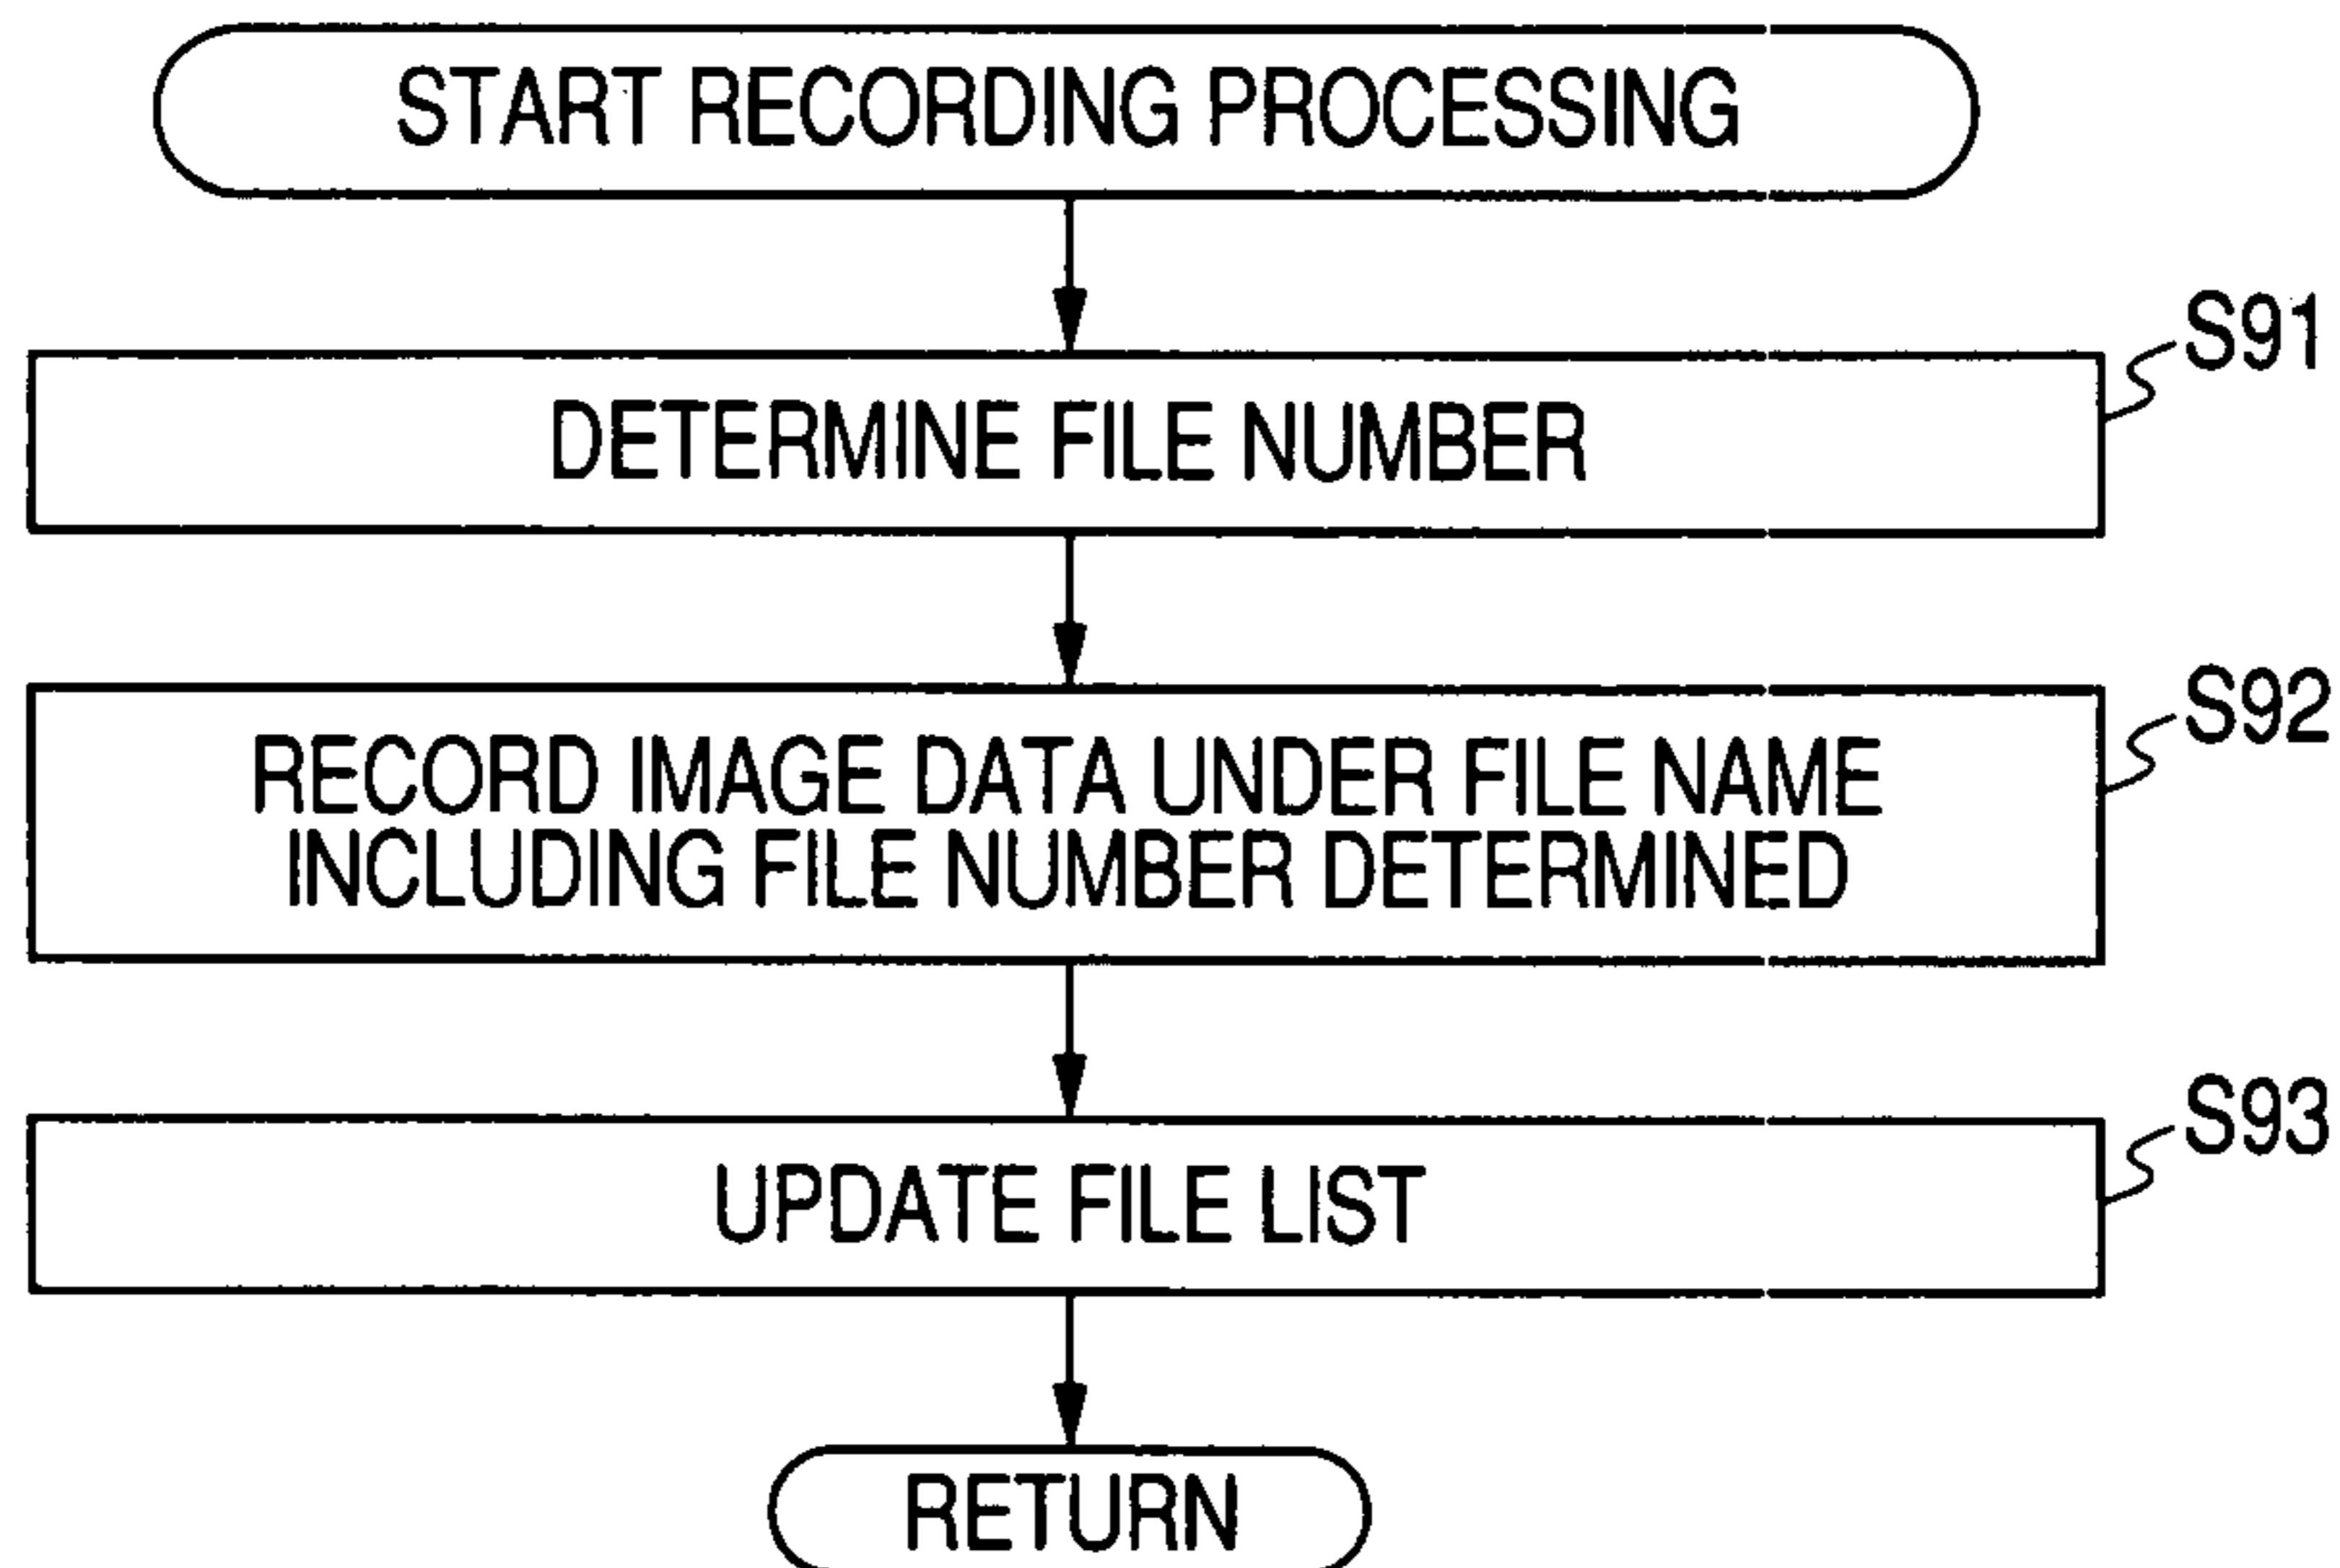 START RECORDING PROCESSING
S91
DETERMINE FILE NUMBER
S92
RECORD IMAGE DATA UNDER FILE NAME
INCLUDING FILE NUMBER DETERMINED
S93
UPDATE FILE LIST
RETURN